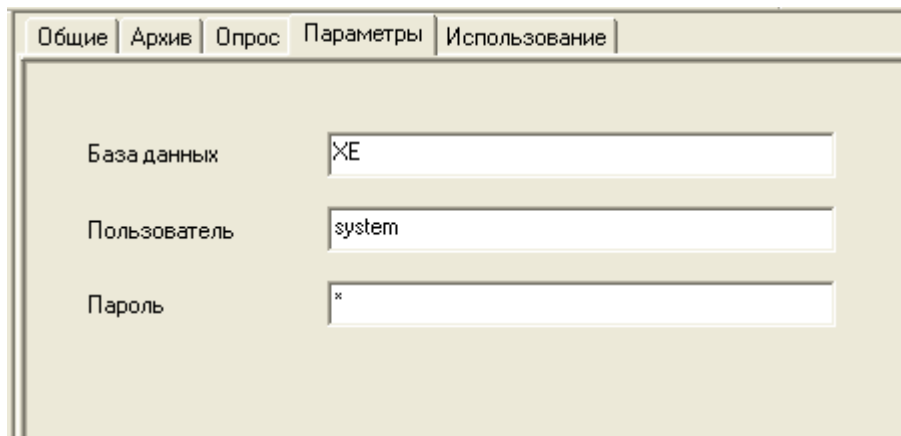 Общие Архив Опрос Параметры Использование
База данных XE
Пользователь system
Пароль *